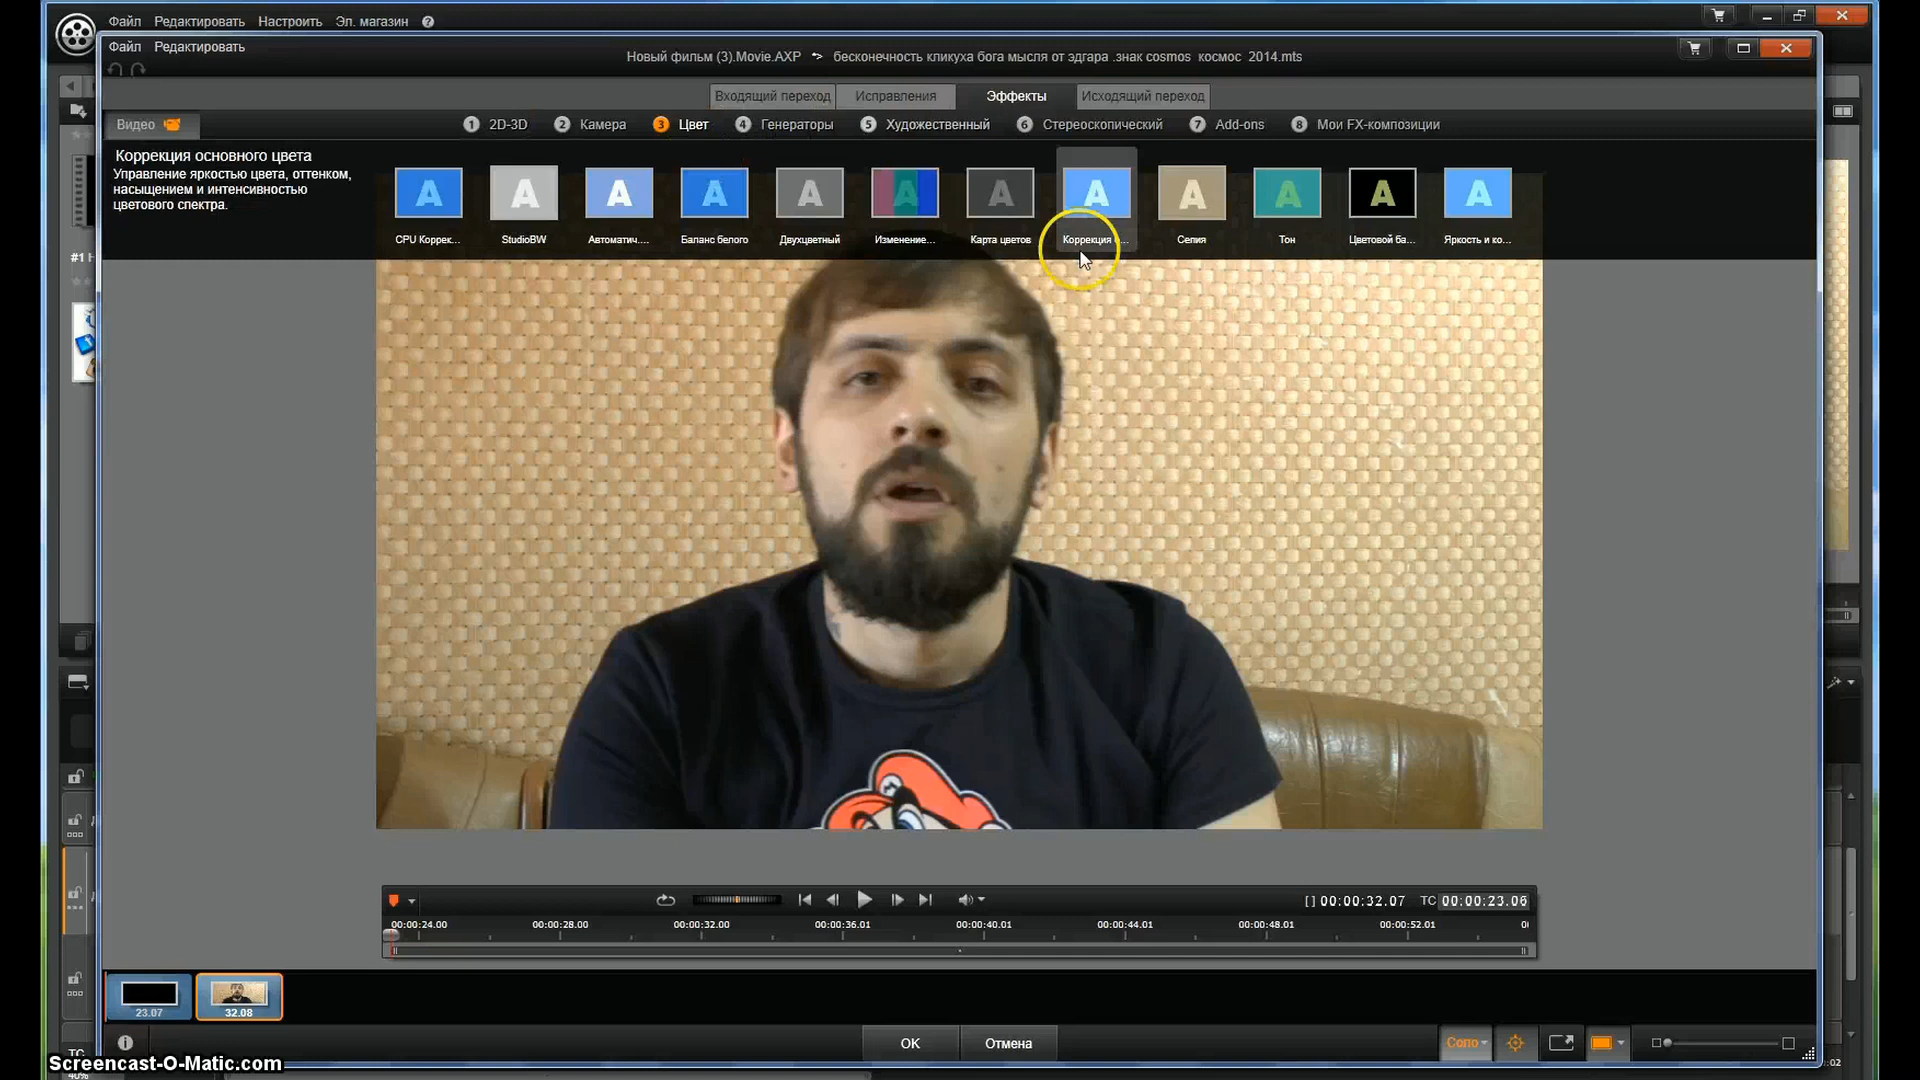 Файл Редактировать Настроить Эл. магазин ?
Файл Редактировать
Новый фильм (3).Movie.AXP -> бесконечность кликуха бога мысля от эдгара .знак cosmos космос 2014.mts
Входящий переход Исправления Эффекты Исходящий переход
Видео 1 2D-3D 2 Камера 3 Цвет 4 Генераторы 5 Художественный 6 Стереоскопический 7 Add-ons 8 Мои FX-композиции
Коррекция основного цвета
Управление яркостью цвета, оттенком,
насыщением и интенсивностью
цветового спектра.
A A A A A A A A A A A A
CPU Коррек... StudioBW Автоматич.... Баланс белого Двухцветный Изменение... Карта цветов Коррекция о... Сепия Тон Цветовой ба... Яркость и ко...
#1 Н
M
[] 00:00:32.07 TC 00:00:23.06
00:00:24.00 00:00:28.00 00:00:32.00 00:00:36.01 00:00:40.01 00:00:44.01 00:00:48.01 00:00:52.01 00
23.07 32.08
OK Отмена Соло
TC
Screencast-O-Matic.com
40%
:02